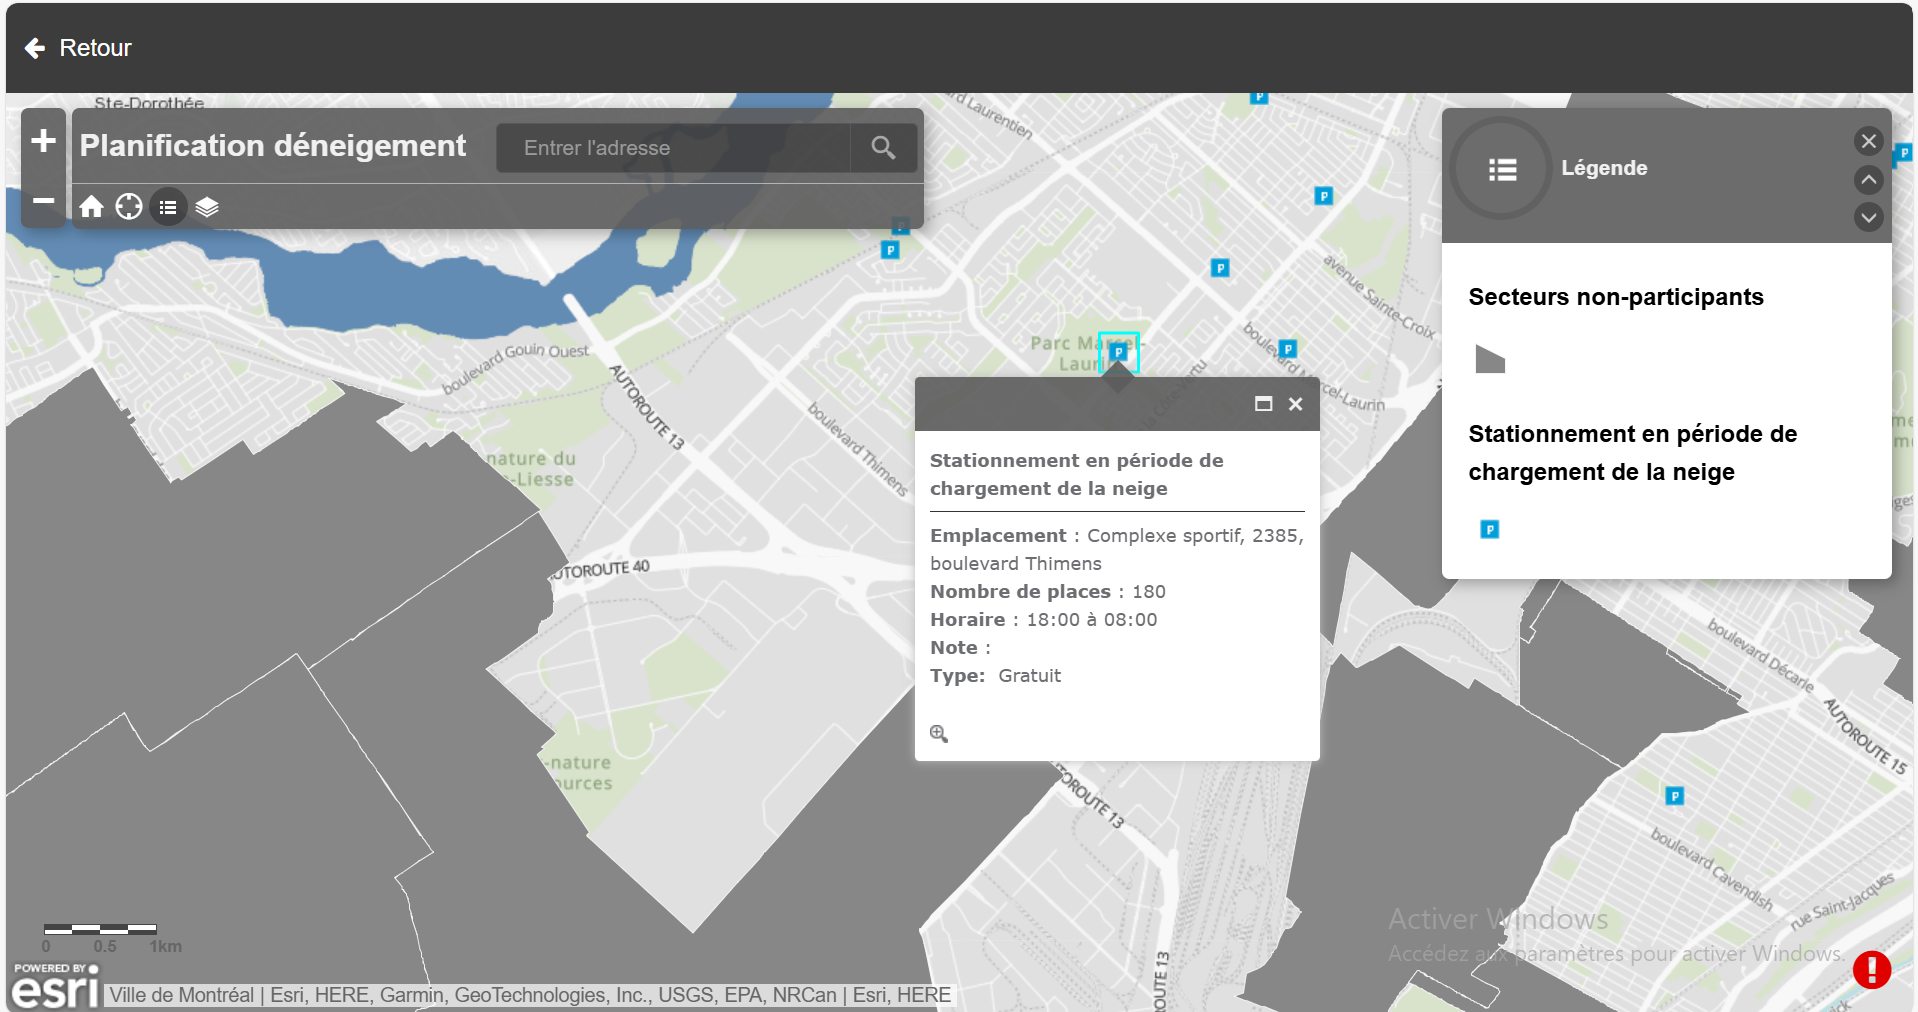 Retour
Ste-Dorothée
Planification déneigement
Entrer l'adresse
Légende
Secteurs non-participants
Stationnement en période de
chargement de la neige
P
d Laurentien
avenue Sainte-Croix
boulevard Marcel-Laurin
Parc Marcel-
Laurin
boulevard Gouin Ouest
AUTOROUTE 13
boulevard Thimens
nature du
-Liesse
UTOROUTE 40
-nature
ources
Stationnement en période de
chargement de la neige
Emplacement : Complexe sportif, 2385,
boulevard Thimens
Nombre de places : 180
Horaire : 18:00 à 08:00
Note :
Type: Gratuit
boulevard Décarie
AUTOROUTE 15
TOROUTE 13
boulevard Cavendish
rue Saint-Jacques
ROUTE 13
Activer Windows
Accédez aux paramètres pour activer Windows.
0 0.5 1km
POWERED BY
esri
Ville de Montréal | Esri, HERE, Garmin, GeoTechnologies, Inc., USGS, EPA, NRCan | Esri, HERE